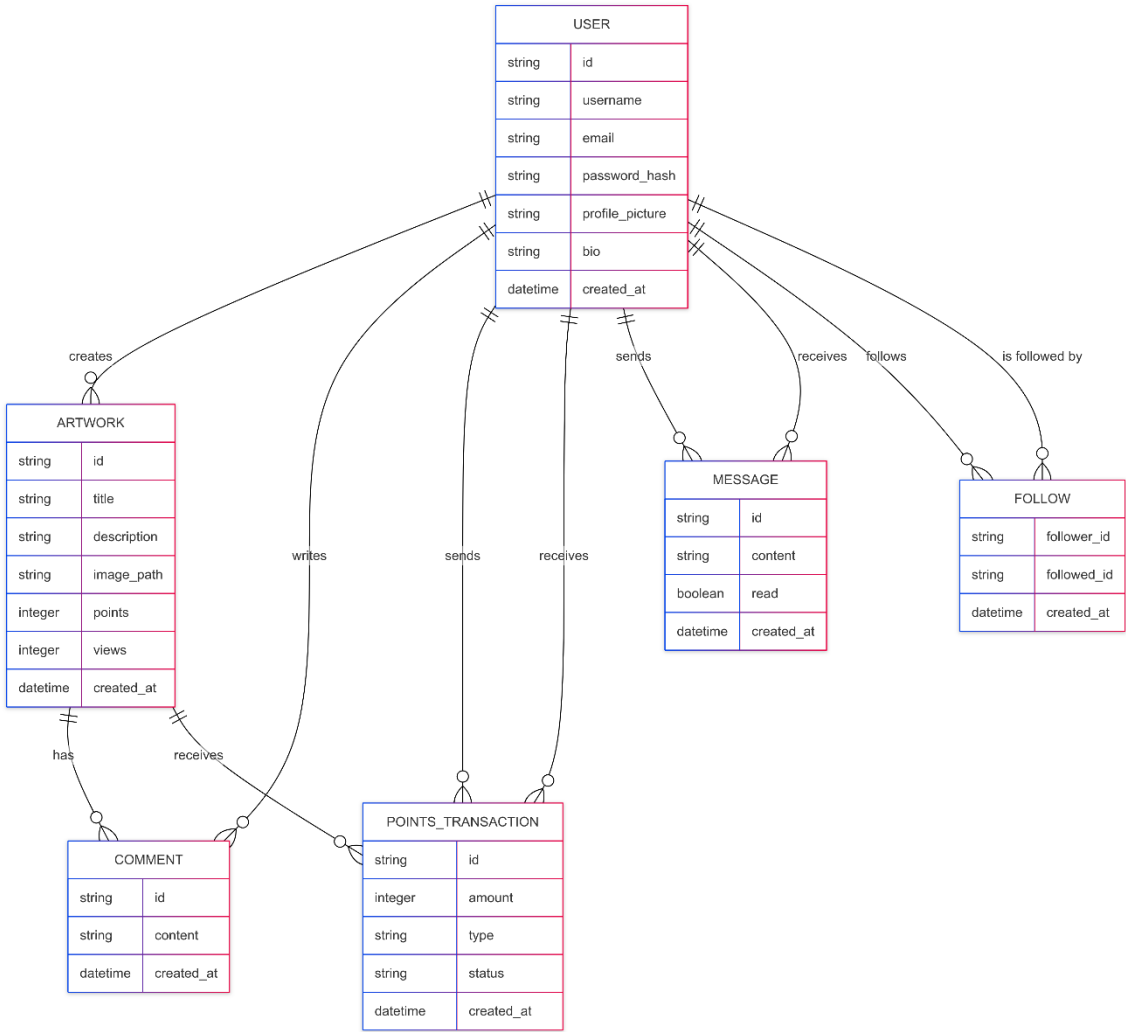 USER
string id
string username
string email
string password_hash
string profile_picture
string bio
datetime created_at
creates
sends
receives
follows
is followed by
ARTWORK
string id
string title
string description
string image_path
integer points
integer views
datetime created_at
MESSAGE
string id
string content
boolean read
datetime created_at
FOLLOW
string follower_id
string followed_id
datetime created_at
writes
sends
receives
has
receives
COMMENT
string id
string content
datetime created_at
POINTS_TRANSACTION
string id
integer amount
string type
string status
datetime created_at